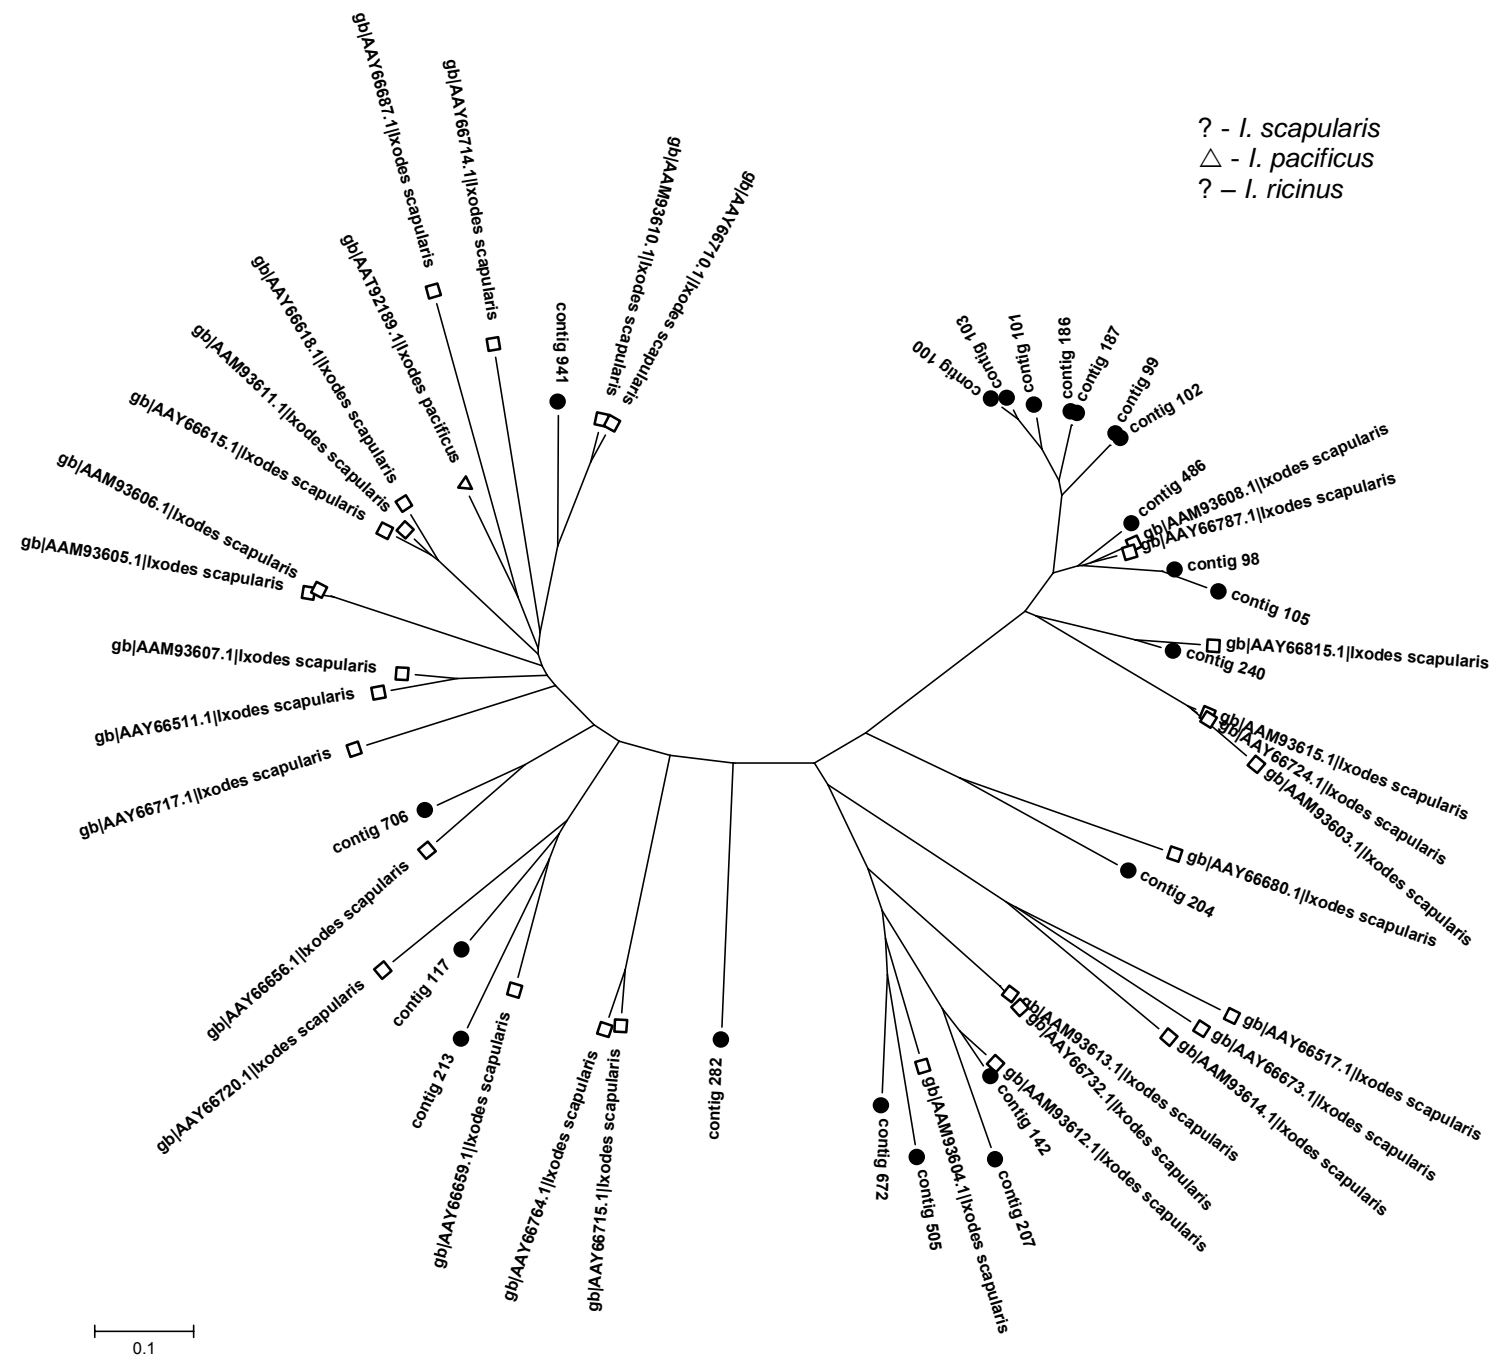 gb|AAY66687.1|Ixodes scapularis
gb|AAY66714.1|Ixodes scapularis
gb|AAM93610.1|Ixodes scapularis
gb|AAY66710.1|Ixodes scapularis
? - I. scapularis
△ - I. pacificus
? – I. ricinus
gb|AAT92189.1|Ixodes pacificus
gb|AAY66618.1|Ixodes scapularis
gb|AAM93611.1|Ixodes scapularis
gb|AAY66615.1|Ixodes scapularis
gb|AAM93606.1|Ixodes scapularis
gb|AAM93605.1|Ixodes scapularis
contig 941
contig 100
contig 103
contig 101
contig 186
contig 187
contig 99
contig 102
contig 486
gb|AAM93608.1|Ixodes scapularis
gb|AAY66787.1|Ixodes scapularis
contig 98
contig 105
gb|AAY66815.1|Ixodes scapularis
contig 240
gb|AAM93607.1|Ixodes scapularis
gb|AAY66511.1|Ixodes scapularis
gb|AAY66717.1|Ixodes scapularis
gb|AAM93615.1|Ixodes scapularis
gb|AAY66724.1|Ixodes scapularis
gb|AAM93603.1|Ixodes scapularis
contig 706
gb|AAY66656.1|Ixodes scapularis
gb|AAY66680.1|Ixodes scapularis
contig 204
gb|AAY66720.1|Ixodes scapularis
contig 117
contig 213
gb|AAY66659.1|Ixodes scapularis
gb|AAY66764.1|Ixodes scapularis
gb|AAY66715.1|Ixodes scapularis
contig 282
contig 672
contig 505
gb|AAM93604.1|Ixodes scapularis
contig 207
contig 142
gb|AAM93612.1|Ixodes scapularis
gb|AAY66732.1|Ixodes scapularis
gb|AAM93613.1|Ixodes scapularis
gb|AAM93614.1|Ixodes scapularis
gb|AAY66673.1|Ixodes scapularis
gb|AAY66517.1|Ixodes scapularis
0.1